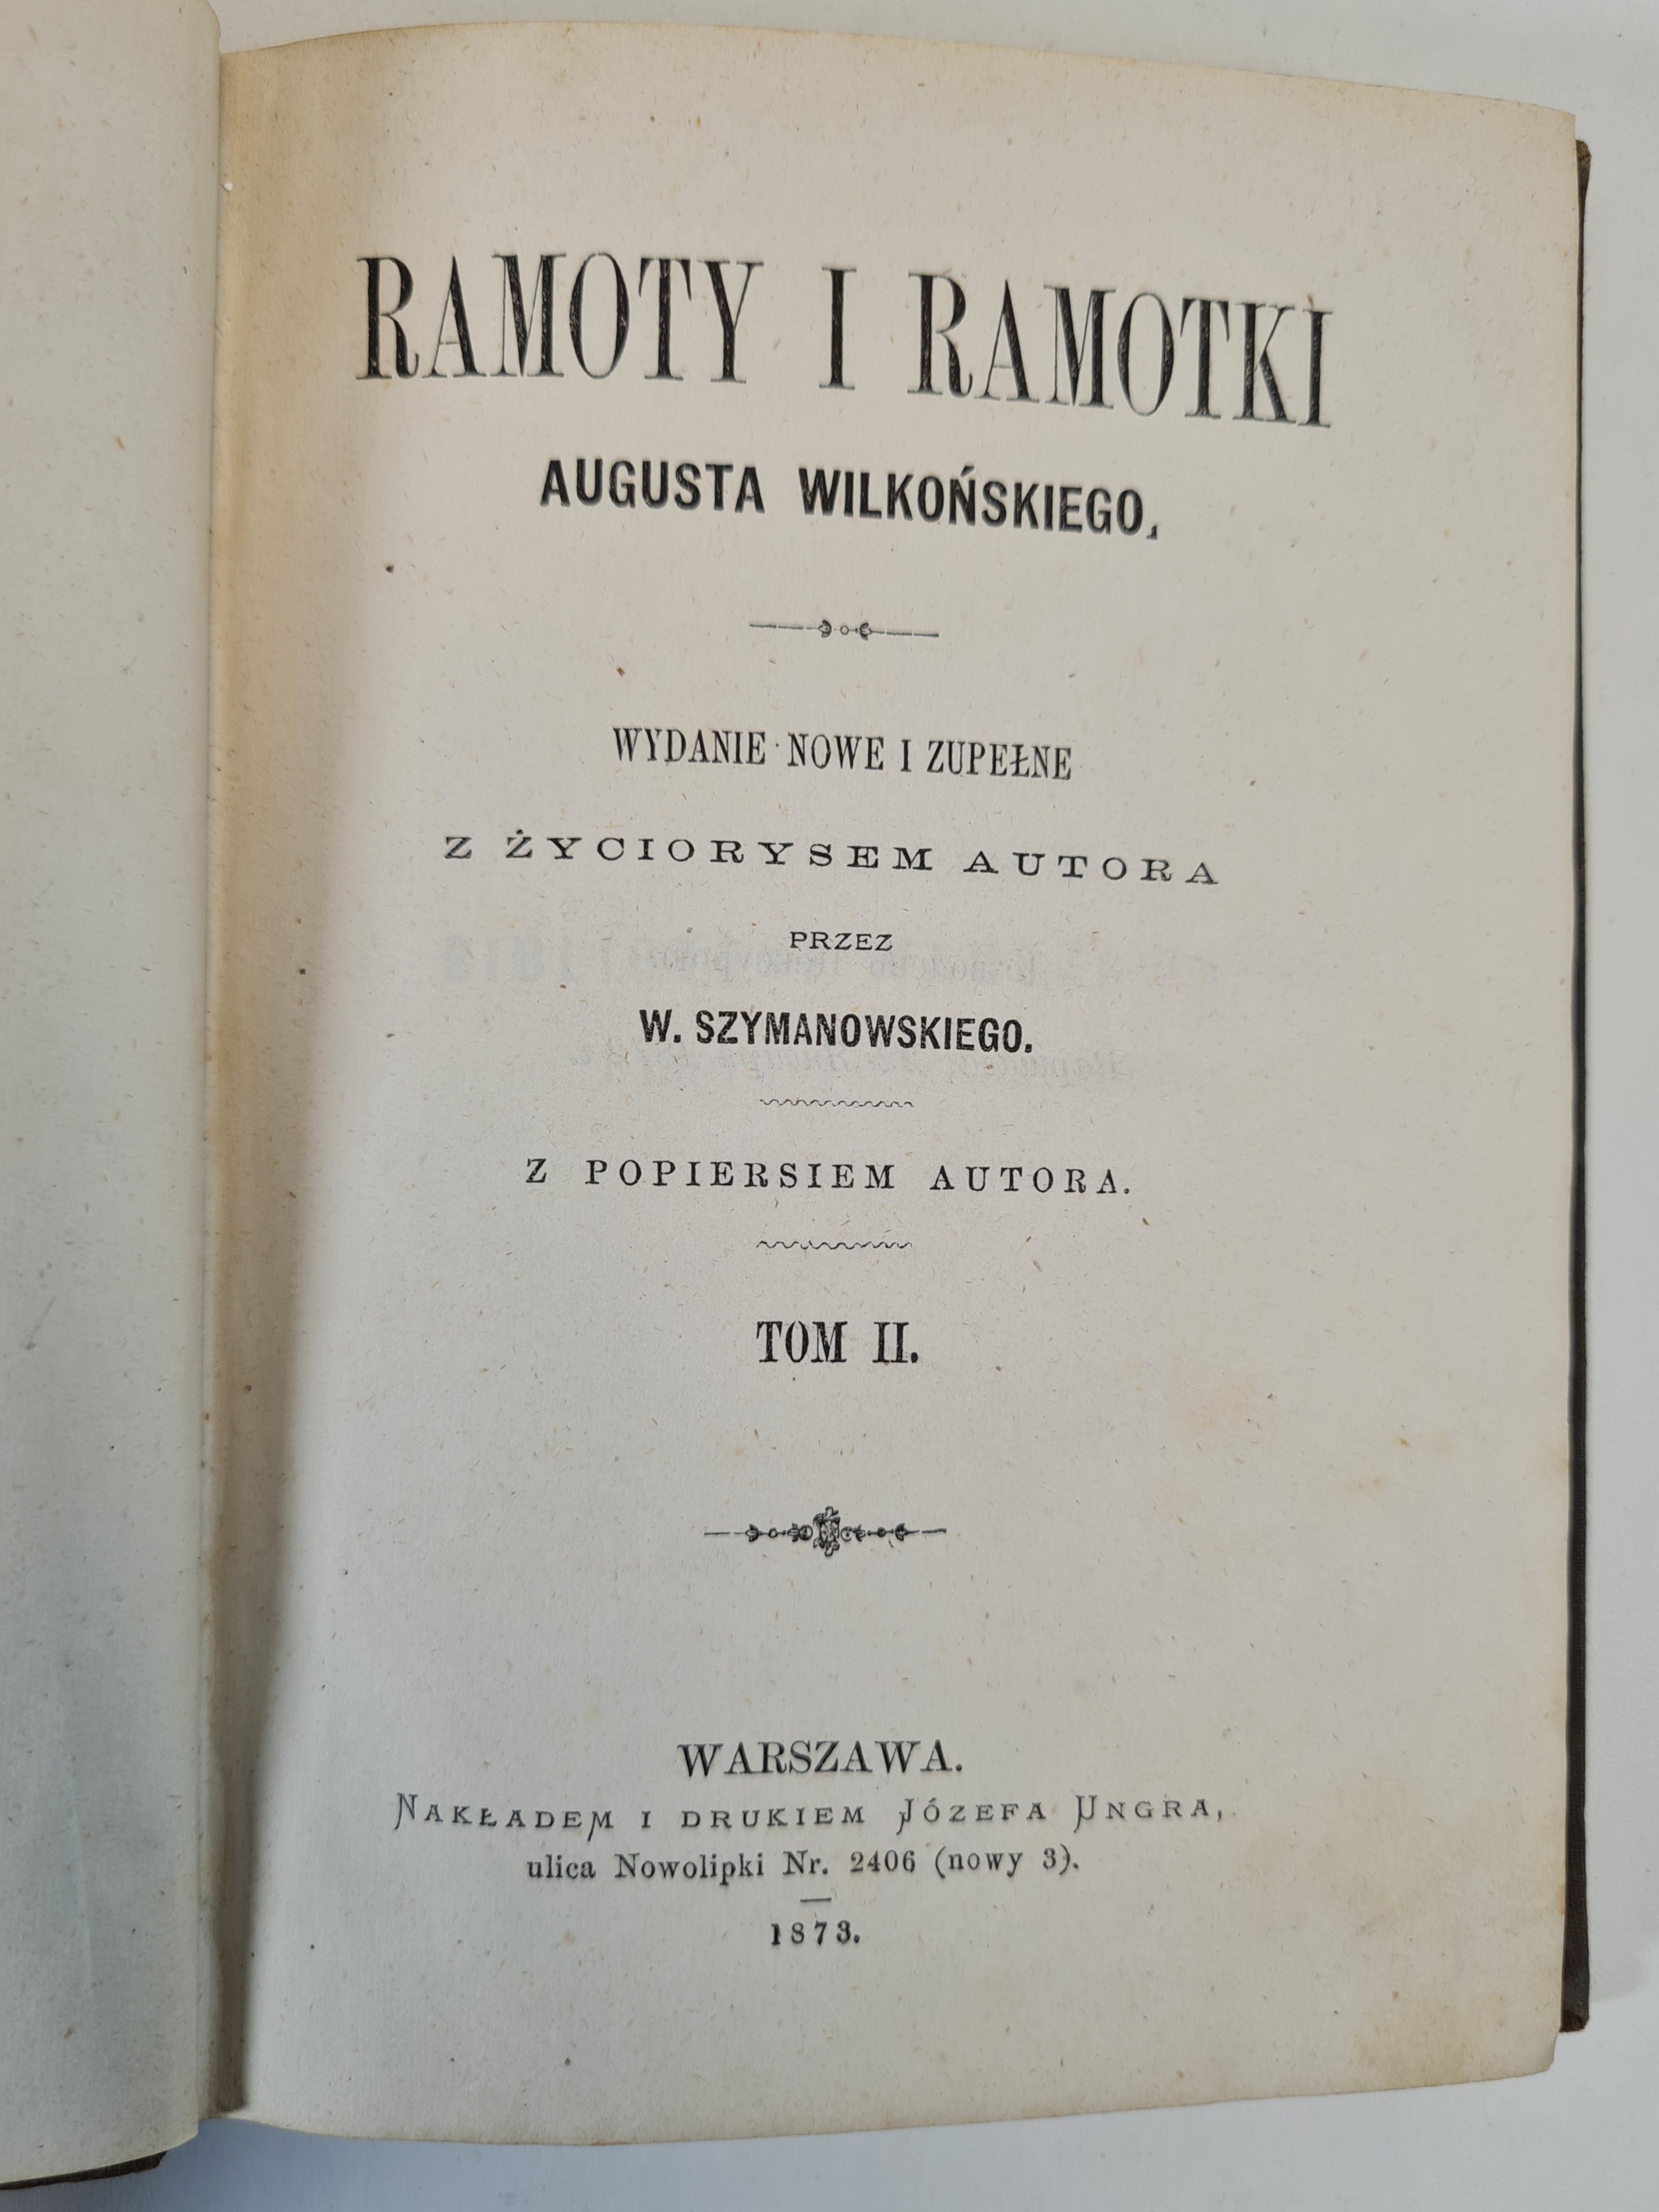 RAMOTY I RAMOTKI
AUGUSTA WILKOŃSKIEGO,
WYDANIE NOWE I ZUPEŁNE
Z ŻYCIORYSEM AUTORA
PRZEZ
W. SZYMANOWSKIEGO.
Z POPIERSIEM AUTORA.
TOM II.
WARSZAWA.
NAKŁADEM I DRUKIEM JÓZEFA UNGRA,
ulica Nowolipki Nr. 2406 (nowy 3).
1873.